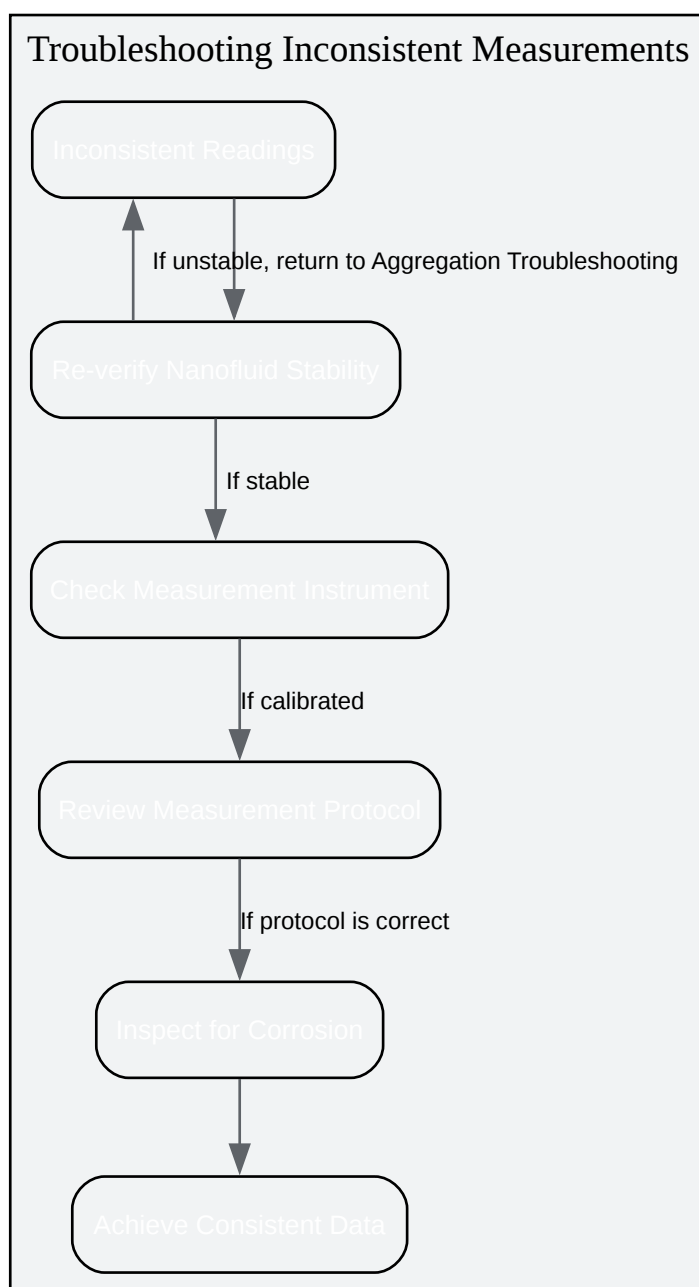 Troubleshooting Inconsistent Measurements
Inconsistent Readings
If unstable, return to Aggregation Troubleshooting
Re-verify Nanofluid Stability
If stable
Check Measurement Instrument
If calibrated
Review Measurement Protocol
If protocol is correct
Inspect for Corrosion
Achieve Consistent Data